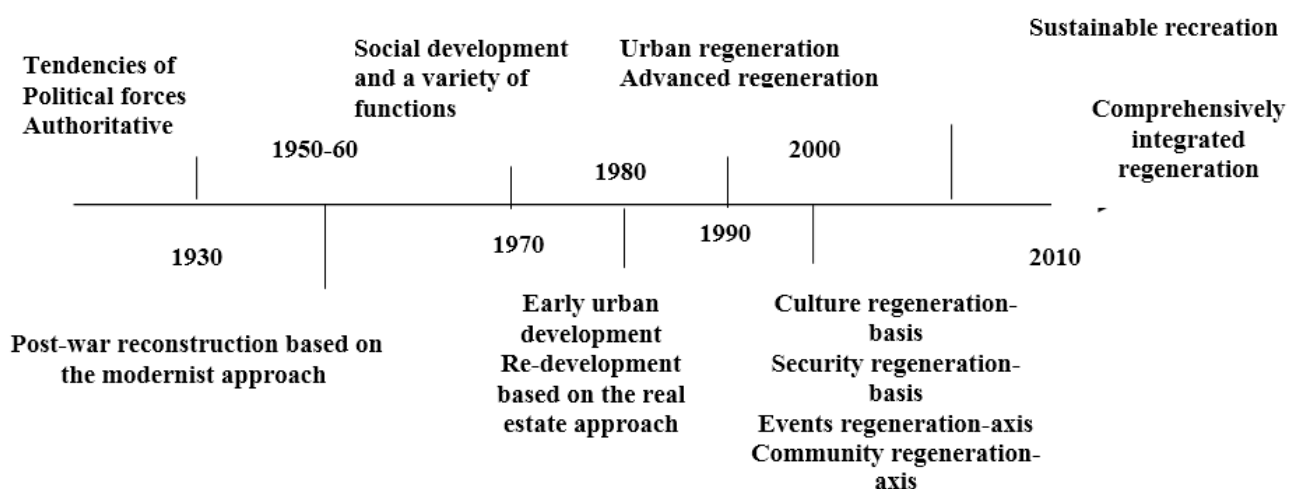 Tendencies of
Political forces
Authoritative
1950-60
Social development
and a variety of
functions
Urban regeneration
Advanced regeneration
1980
2000
Sustainable recreation
Comprehensively
integrated
regeneration
1930
1970
1990
2010
Post-war reconstruction based on
the modernist approach
Early urban
development
Re-development
based on the real
estate approach
Culture regeneration-
basis
Security regeneration-
basis
Events regeneration-axis
Community regeneration-
axis